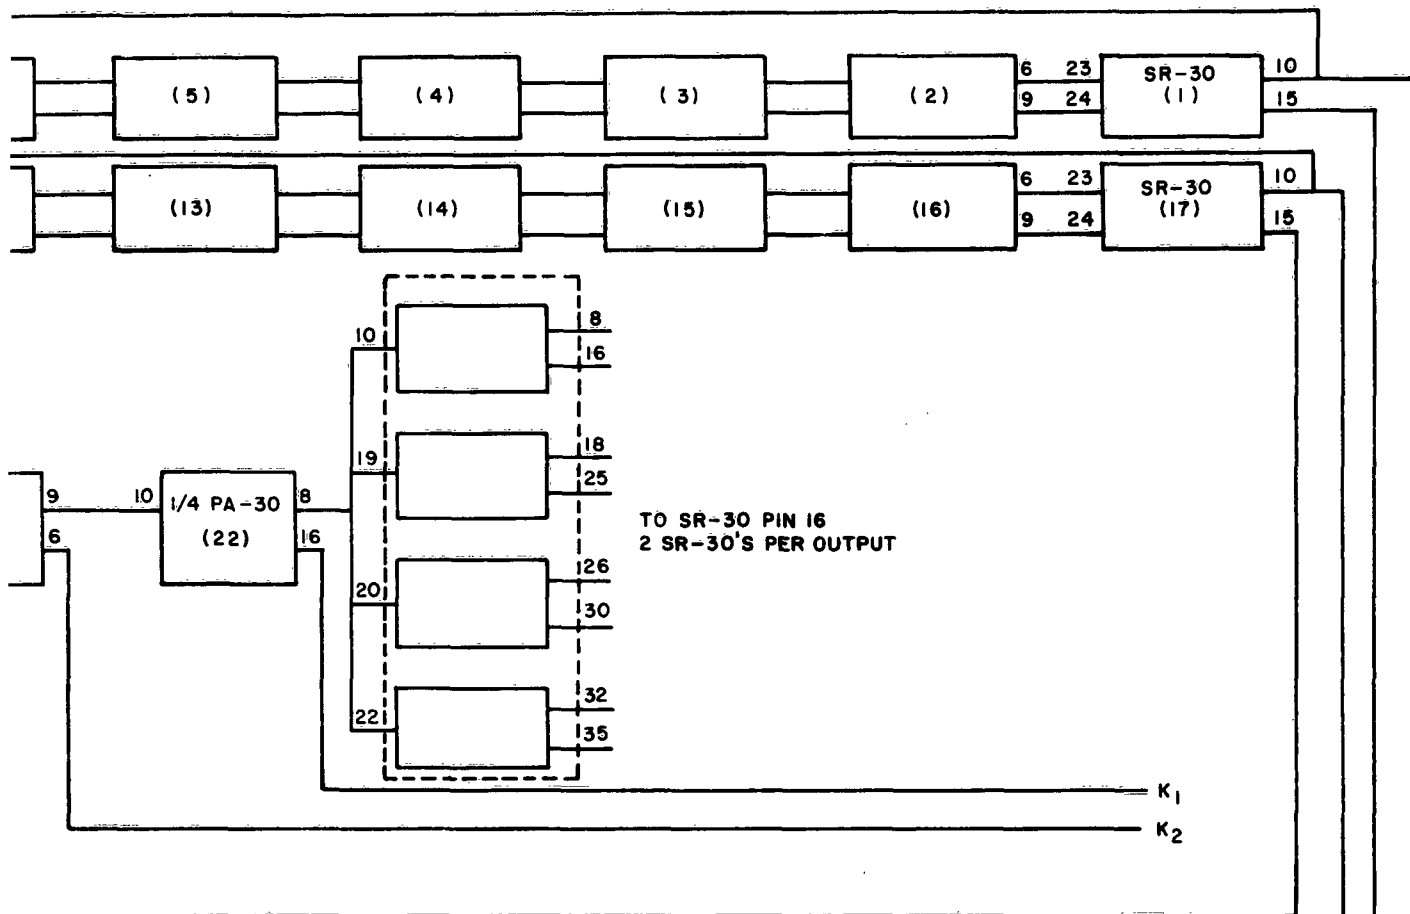 (5) (4) (3) (2) 6 23 SR-30 10
9 24 (1) 15
(13) (14) (15) (16) 6 23 SR-30 10
9 24 (17) 15
10 8
16
19 18
25
9 10 1/4 PA-30 8
6 (22) 16
TO SR-30 PIN 16
2 SR-30'S PER OUTPUT
20 26
30
22 32
35
K1
K2